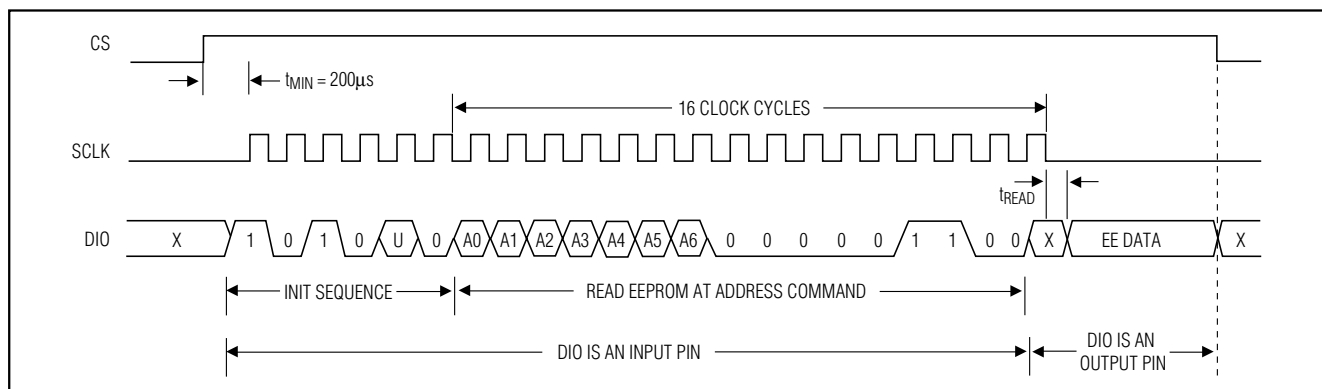 CS
tMIN = 200μs
16 CLOCK CYCLES
SCLK
tREAD
DIO X 1 0 1 0 U 0 A0 A1 A2 A3 A4 A5 A6 0 0 0 0 0 1 1 0 0 X EE DATA X
INIT SEQUENCE READ EEPROM AT ADDRESS COMMAND
DIO IS AN INPUT PIN
DIO IS AN
OUTPUT PIN